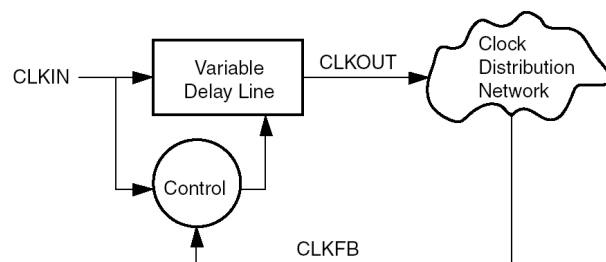 CLKIN
Variable
Delay Line
CLKOUT
Clock
Distribution
Network
Control
CLKFB